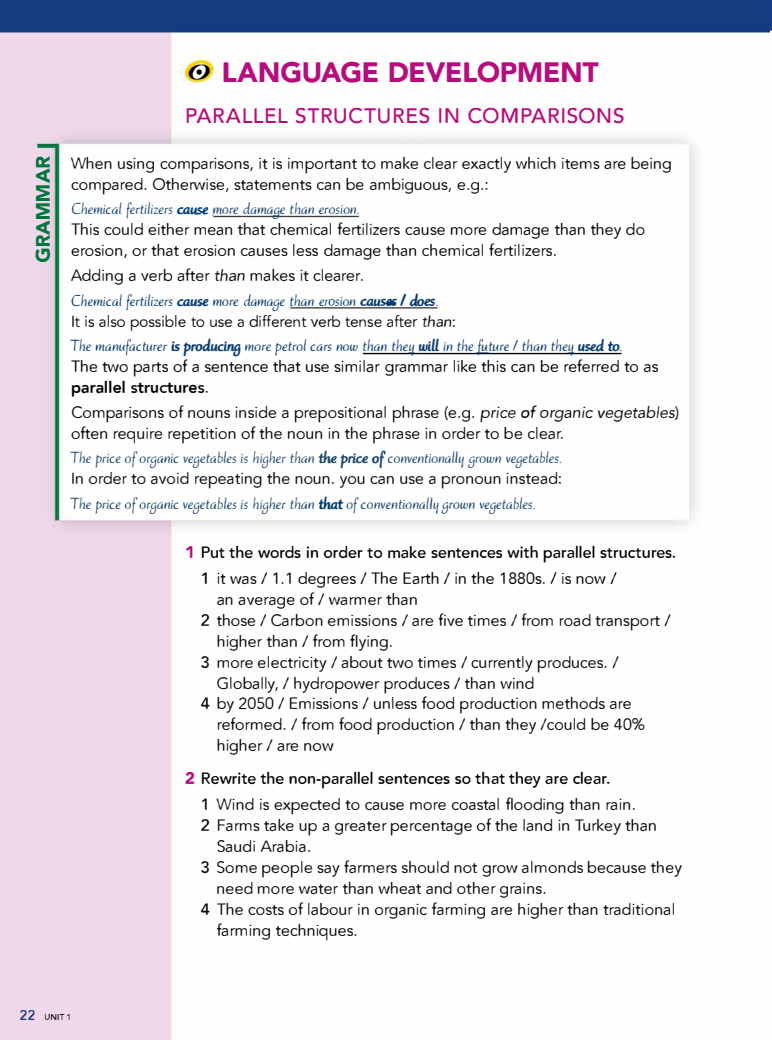 LANGUAGE DEVELOPMENT
PARALLEL STRUCTURES IN COMPARISONS
GRAMMAR
When using comparisons, it is important to make clear exactly which items are being
compared. Otherwise, statements can be ambiguous, e.g.:
Chemical fertilizers cause more damage than erosion.
This could either mean that chemical fertilizers cause more damage than they do
erosion, or that erosion causes less damage than chemical fertilizers.
Adding a verb after than makes it clearer.
Chemical fertilizers cause more damage than erosion causes / does.
It is also possible to use a different verb tense after than:
The manufacturer is producing more petrol cars now than they will in the future / than they used to.
The two parts of a sentence that use similar grammar like this can be referred to as
parallel structures.
Comparisons of nouns inside a prepositional phrase (e.g. price of organic vegetables)
often require repetition of the noun in the phrase in order to be clear.
The price of organic vegetables is higher than the price of conventionally grown vegetables.
In order to avoid repeating the noun. you can use a pronoun instead:
The price of organic vegetables is higher than that of conventionally grown vegetables.
1 Put the words in order to make sentences with parallel structures.
1 it was / 1.1 degrees / The Earth / in the 1880s. / is now /
an average of / warmer than
2 those / Carbon emissions / are five times / from road transport /
higher than / from flying.
3 more electricity / about two times / currently produces. /
Globally, / hydropower produces / than wind
4 by 2050 / Emissions / unless food production methods are
reformed. / from food production / than they /could be 40%
higher / are now
2 Rewrite the non-parallel sentences so that they are clear.
1 Wind is expected to cause more coastal flooding than rain.
2 Farms take up a greater percentage of the land in Turkey than
Saudi Arabia.
3 Some people say farmers should not grow almonds because they
need more water than wheat and other grains.
4 The costs of labour in organic farming are higher than traditional
farming techniques.
22 UNIT 1